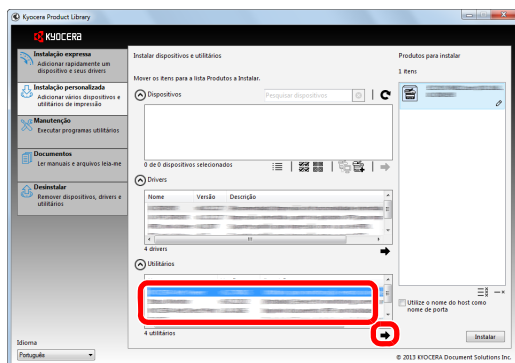 Kyocera Product Library
KYOCERA
Instalação expressa
Adicionar rapidamente um
dispositivo e seus drivers
Instalação personalizada
Adicionar vários dispositivos e
utilitários de impressão
Manutenção
Executar programas utilitários
Documentos
Ler manuais e arquivos leia-me
Desinstalar
Remover dispositivos, drivers e
utilitários
Idioma
Português
Instalar dispositivos e utilitários
Mover os itens para a lista Produtos a Instalar.
Dispositivos
Pesquisar dispositivos
0 de 0 dispositivos selecionados
Drivers
Nome Versão Descrição
4 drivers
Utilitários
4 utilitários
Produtos para instalar
1 itens
Utilize o nome do host como
nome de porta
Instalar
© 2013 KYOCERA Document Solutions Inc.